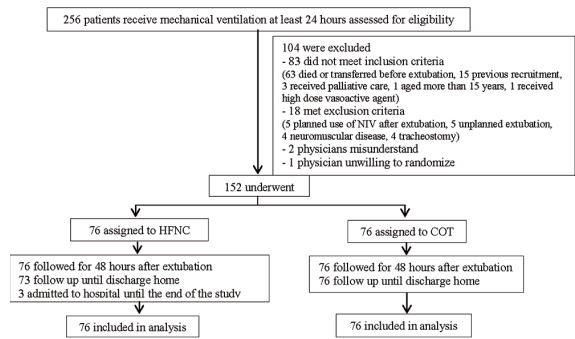 256 patients receive mechanical ventilation at least 24 hours assessed for eligibility
104 were excluded
- 83 did not meet inclusion criteria
(63 died or transferred before extubation, 15 previous recruitment,
3 received palliative care, 1 aged more than 15 years, 1 received
high dose vasoactive agent)
- 18 met exclusion criteria
(5 planned use of NIV after extubation, 5 unplanned extubation,
4 neuromuscular disease, 4 tracheostomy)
- 2 physicians misunderstand
- 1 physician unwilling to randomize
152 underwent
76 assigned to HFNC
76 assigned to COT
76 followed for 48 hours after extubation
73 follow up until discharge home
3 admitted to hospital until the end of the study
76 followed for 48 hours after extubation
76 follow up until discharge home
76 included in analysis
76 included in analysis